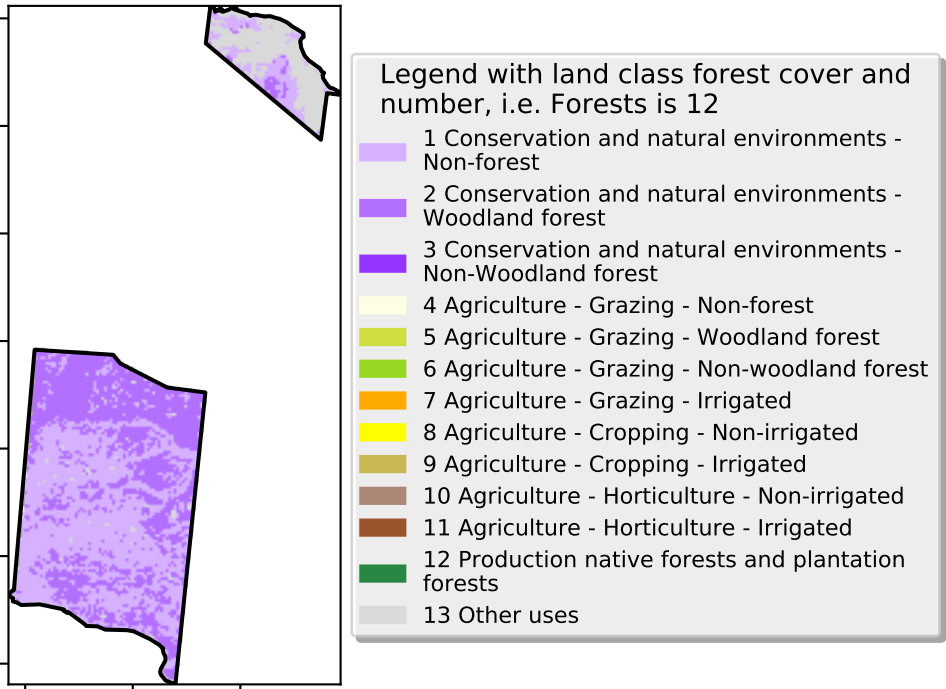 Legend with land class forest cover and
number, i.e. Forests is 12
1 Conservation and natural environments -
Non-forest
2 Conservation and natural environments -
Woodland forest
3 Conservation and natural environments -
Non-Woodland forest
4 Agriculture - Grazing - Non-forest
5 Agriculture - Grazing - Woodland forest
6 Agriculture - Grazing - Non-woodland forest
7 Agriculture - Grazing - Irrigated
8 Agriculture - Cropping - Non-irrigated
9 Agriculture - Cropping - Irrigated
10 Agriculture - Horticulture - Non-irrigated
11 Agriculture - Horticulture - Irrigated
12 Production native forests and plantation
forests
13 Other uses